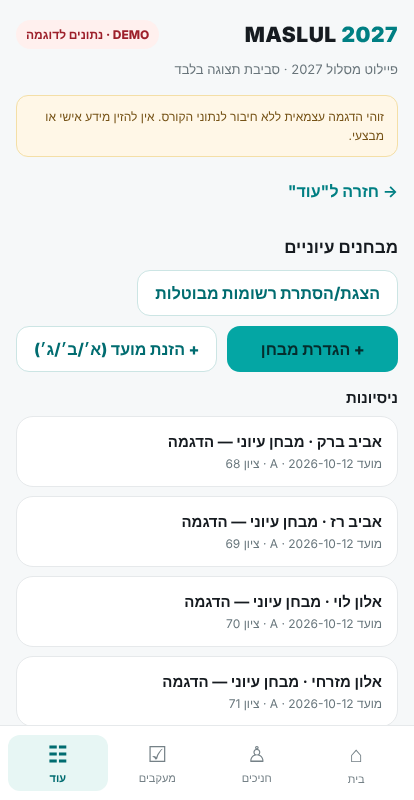 MASLUL 2027
DEMO · נתונים לדוגמה
פיילוט מסלול 2027 · סביבת תצוגה בלבד
זוהי הדגמה עצמאית ללא חיבור לנתוני הקורס. אין להזין מידע אישי או
מבצעי.
→ חזרה ל"עוד"
מבחנים עיוניים
הצגת/הסתרת רשומות מבוטלות
+ הגדרת מבחן
+ הזנת מועד (א׳/ב׳/ג׳)
ניסיונות
אביב ברק · מבחן עיוני — הדגמה
מועד A · 2026-10-12 · ציון 68
אביב רז · מבחן עיוני — הדגמה
מועד A · 2026-10-12 · ציון 69
אלון לוי · מבחן עיוני — הדגמה
מועד A · 2026-10-12 · ציון 70
אלון מזרחי · מבחן עיוני — הדגמה
מועד A · 2026-10-12 · ציון 71
בית
חניכים
מעקבים
עוד